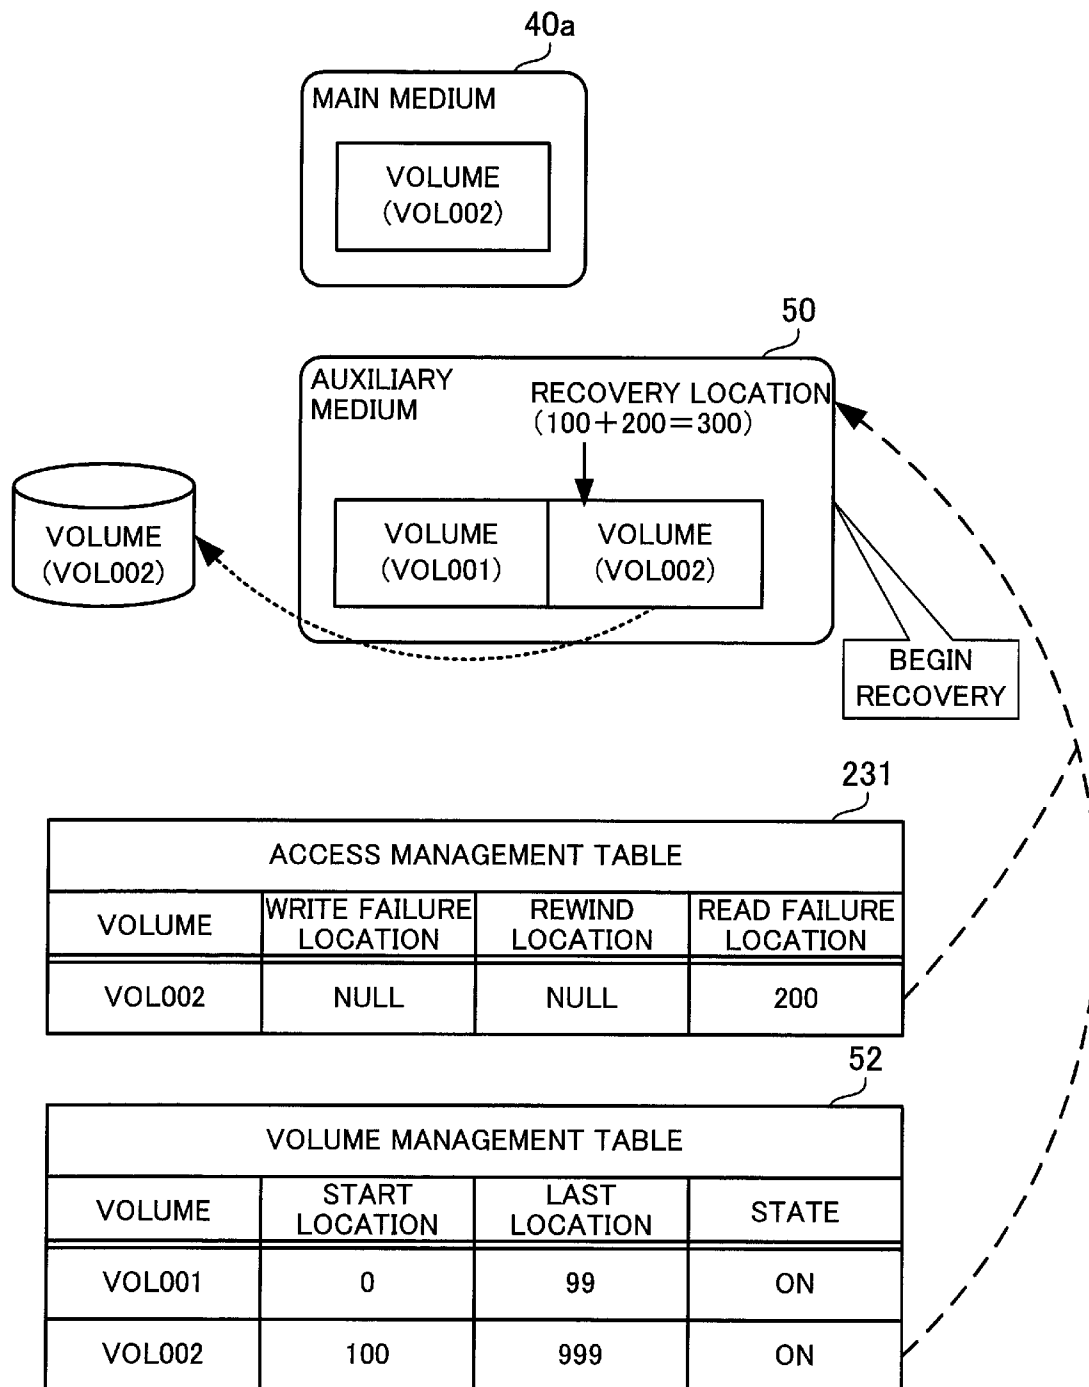 40a
MAIN MEDIUM
VOLUME
(VOL002)
50
AUXILIARY
MEDIUM
RECOVERY LOCATION
(100+200=300)
VOLUME
(VOL002)
VOLUME
(VOL001)
VOLUME
(VOL002)
BEGIN
RECOVERY
231
ACCESS MANAGEMENT TABLE
VOLUME
WRITE FAILURE
LOCATION
REWIND
LOCATION
READ FAILURE
LOCATION
VOL002
NULL
NULL
200
52
VOLUME MANAGEMENT TABLE
VOLUME
START
LOCATION
LAST
LOCATION
STATE
VOL001
0
99
ON
VOL002
100
999
ON